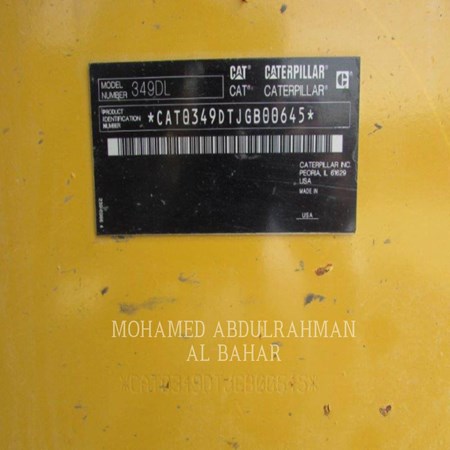 MODEL NUMBER 349DL
CAT CATERPILLAR C
CAT® CATERPILLAR®
PRODUCT IDENTIFICATION NUMBER *CAT0349DTJGB00645*
CATERPILLAR INC.
PEORIA, IL 61629
USA
MADE IN
USA
MOHAMED ABDULRAHMAN
AL BAHAR